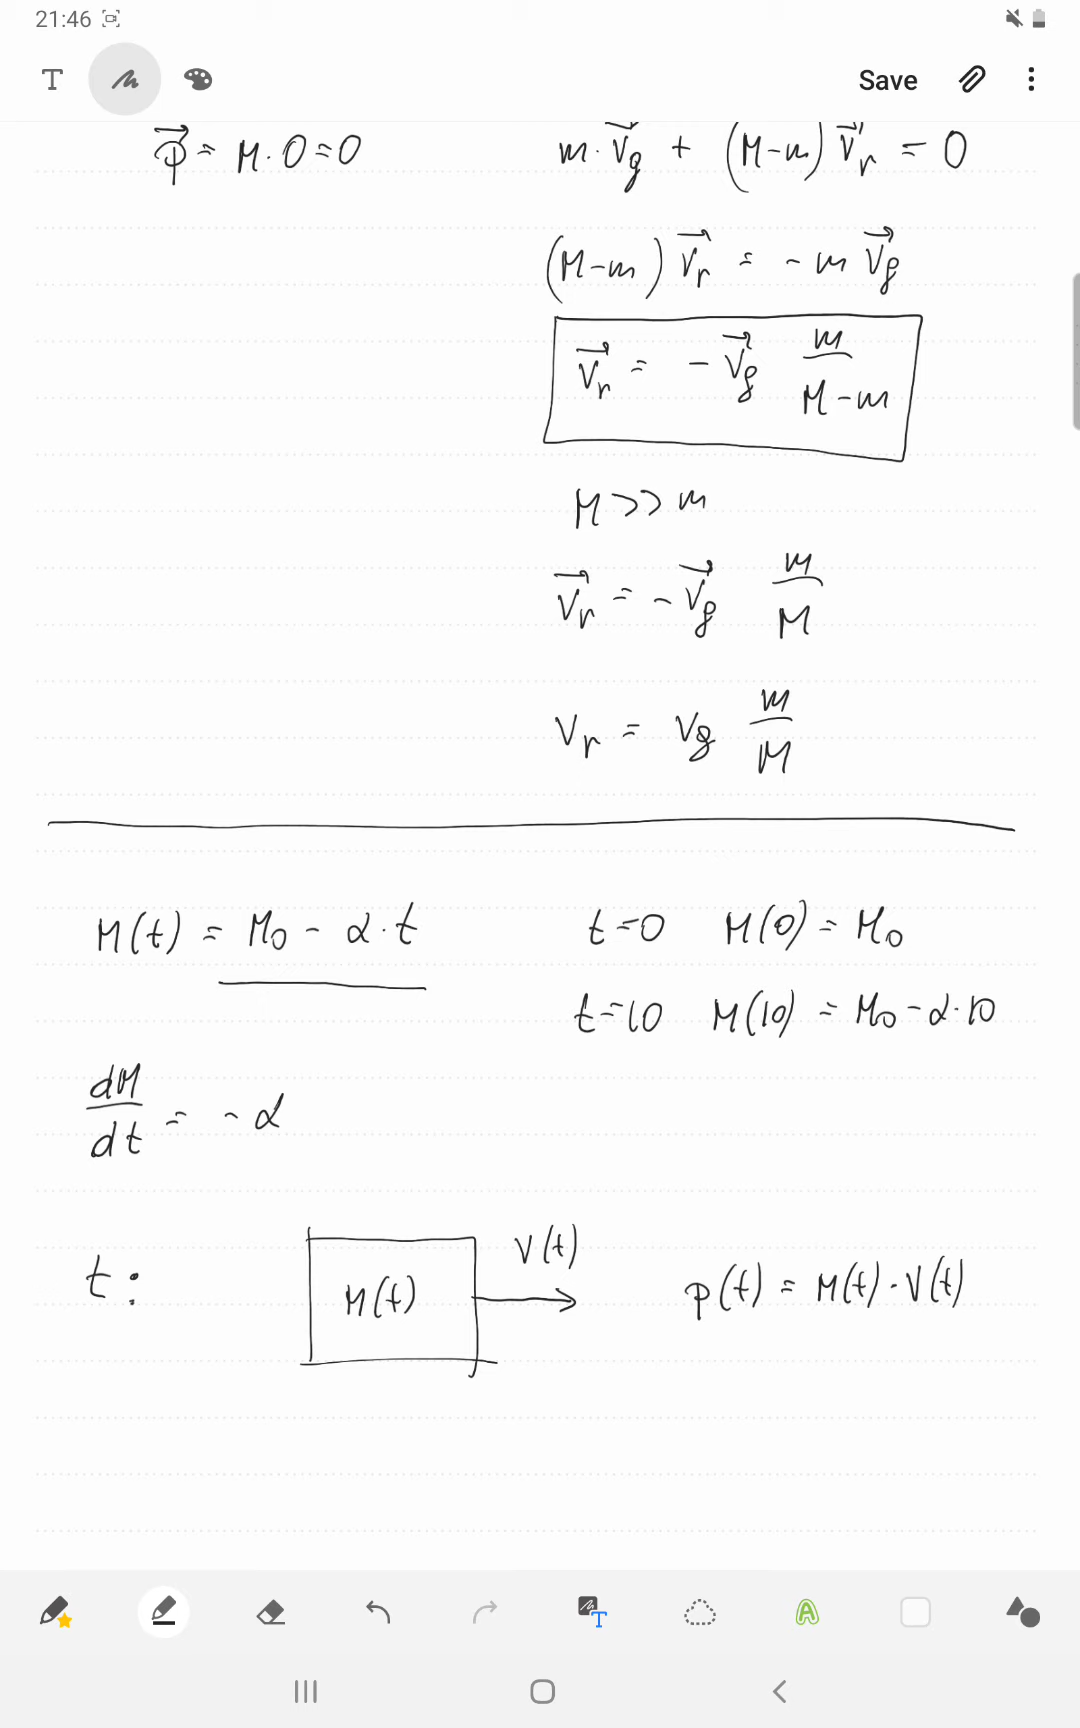 21:46
T Save
p⃗ = M · 0 = 0 m · v⃗g + (M-m) v⃗r = 0
(M-m) v⃗r = - m v⃗g
v⃗r = - v⃗g m/(M-m)
M >> m
v⃗r = - v⃗g m/M
vr = vg m/M
M(t) = M0 - α · t t=0 M(0) = M0
t=10 M(10) = M0 - α · 10
dM/dt = - α
t: M(t) v(t) p(t) = M(t) · v(t)
T A